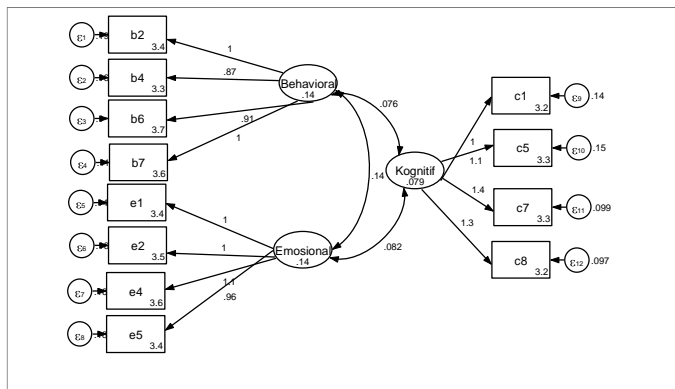 ε1
b2
3.4
1
ε2
b4
3.3
.87
Behavioral
.14
.076
c1
3.2
ε9
.14
ε3
b6
3.7
.91
1
c5
3.3
ε10
.15
ε4
b7
3.6
1
1.1
.14
Kognitif
.079
ε5
e1
3.4
1
1.4
c7
3.3
ε11
.099
ε6
e2
3.5
1
Emosional
.14
.082
1.3
c8
3.2
ε12
.097
ε7
e4
3.6
1.1
.96
ε8
e5
3.4